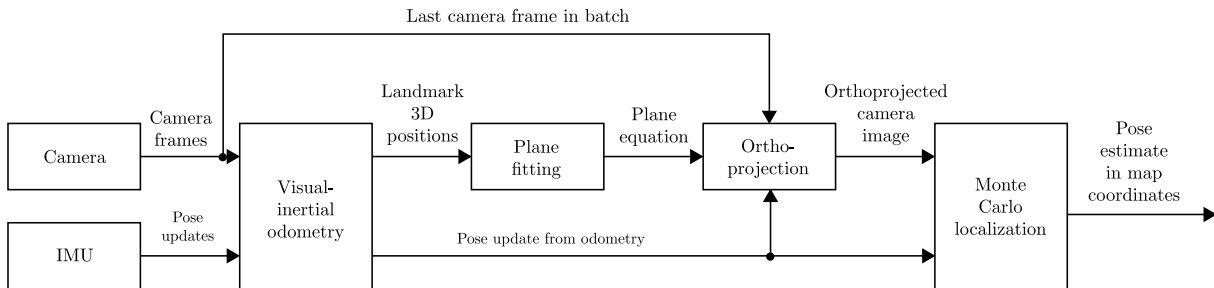 Last camera frame in batch
Camera
frames
Landmark
3D
positions
Plane
equation
Orthoprojected
camera
image
Pose
estimate
in map
coordinates
Camera
Visual-
inertial
odometry
Plane
fitting
Ortho-
projection
Monte
Carlo
localization
IMU
Pose
updates
Pose update from odometry